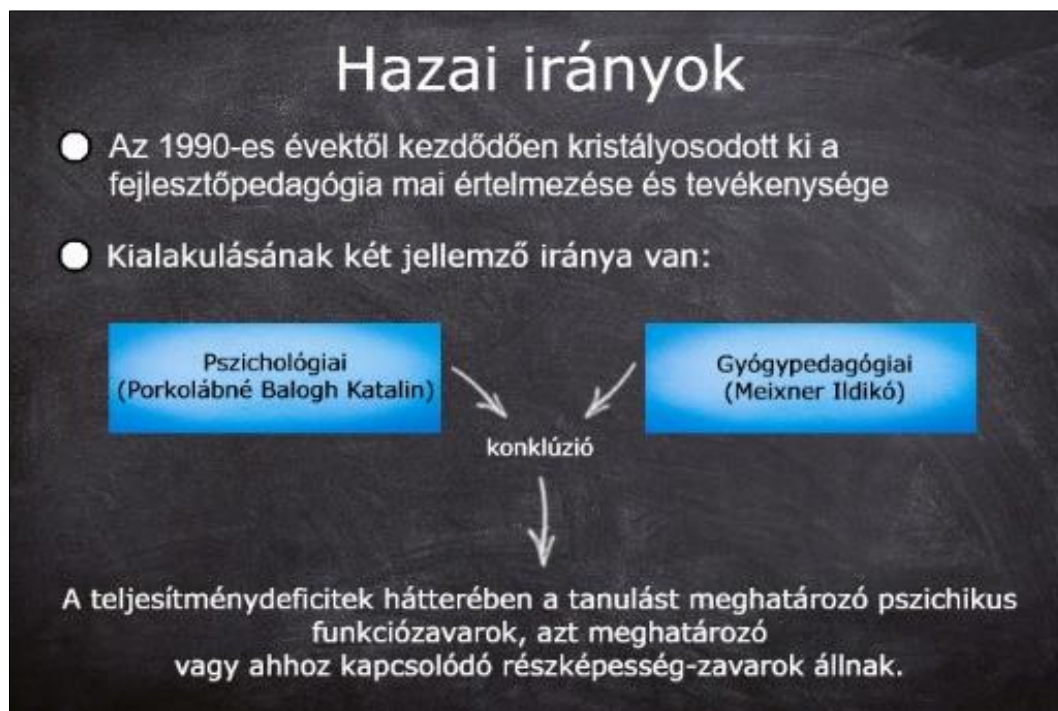 Hazai irányok
Az 1990-es évektől kezdődően kristályosodott ki a
fejlesztőpedagógia mai értelmezése és tevékenysége
Kialakulásának két jellemző iránya van:
Pszichológiai
(Porkolábné Balogh Katalin)
Gyógypedagógiai
(Meixner Ildikó)
konklúzió
A teljesítménydeficitek hátterében a tanulást meghatározó pszichikus
funkciózavarok, azt meghatározó
vagy ahhoz kapcsolódó részképesség-zavarok állnak.